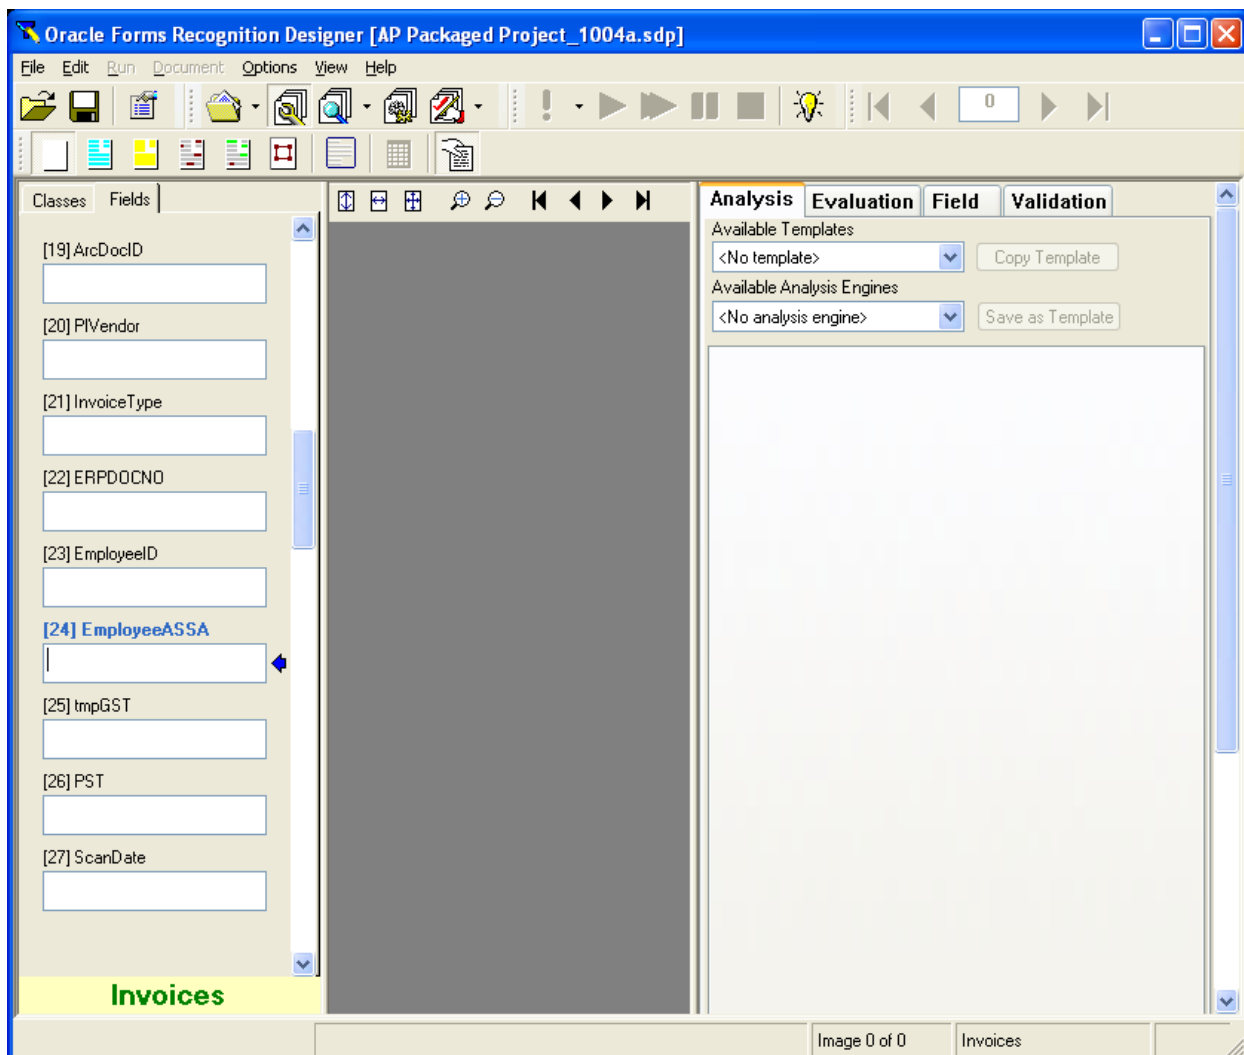 Oracle Forms Recognition Designer [AP Packaged Project_1004a.sdp]
File Edit Run Document Options View Help
0
Classes Fields
[19] ArcDocID
[20] PIVendor
[21] InvoiceType
[22] ERPDOCNO
[23] EmployeeID
[24] EmployeeASSA
[25] tmpGST
[26] PST
[27] ScanDate
Invoices
Analysis Evaluation Field Validation
Available Templates
<No template> Copy Template
Available Analysis Engines
<No analysis engine> Save as Template
Image 0 of 0 Invoices